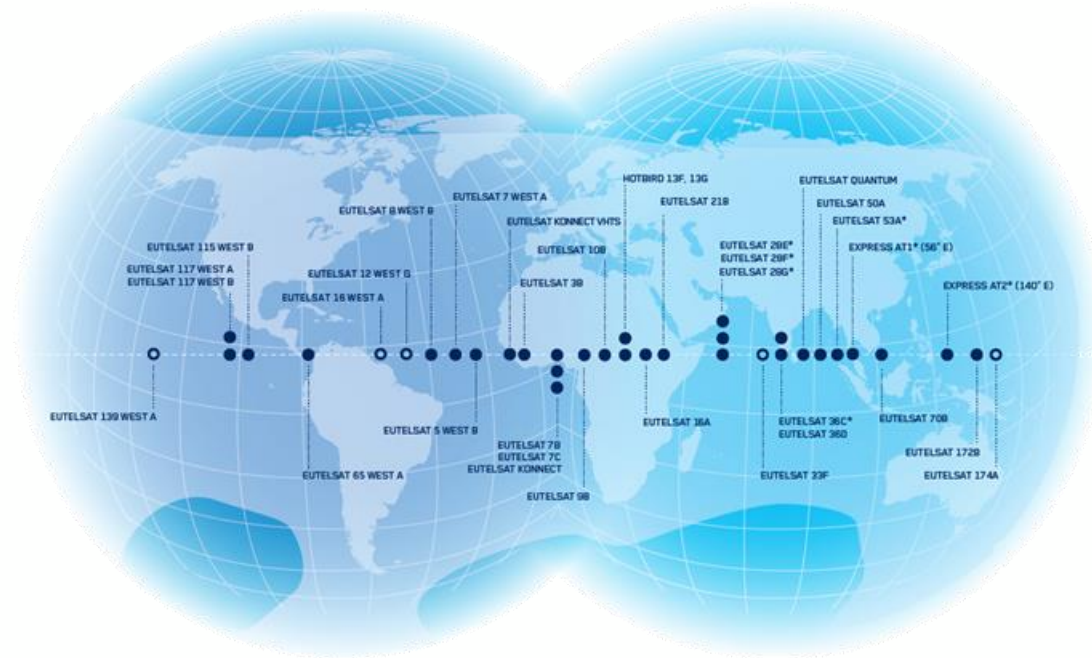 HOTBIRD 13F, 13G
EUTELSAT QUANTUM
EUTELSAT 7 WEST A
EUTELSAT 21B
EUTELSAT 50A
EUTELSAT 8 WEST B
EUTELSAT KONNECT VHTS
EUTELSAT 53A*
EUTELSAT 115 WEST B
EUTELSAT 10B
EUTELSAT 28E*
EUTELSAT 28F*
EUTELSAT 28G*
EXPRESS AT1* (56° E)
EUTELSAT 117 WEST A
EUTELSAT 117 WEST B
EUTELSAT 12 WEST G
EUTELSAT 3B
EXPRESS AT2* (140° E)
EUTELSAT 16 WEST A
EUTELSAT 139 WEST A
EUTELSAT 5 WEST B
EUTELSAT 16A
EUTELSAT 36C*
EUTELSAT 36D
EUTELSAT 70B
EUTELSAT 7B
EUTELSAT 7C
EUTELSAT KONNECT
EUTELSAT 172B
EUTELSAT 65 WEST A
EUTELSAT 33F
EUTELSAT 174A
EUTELSAT 9B